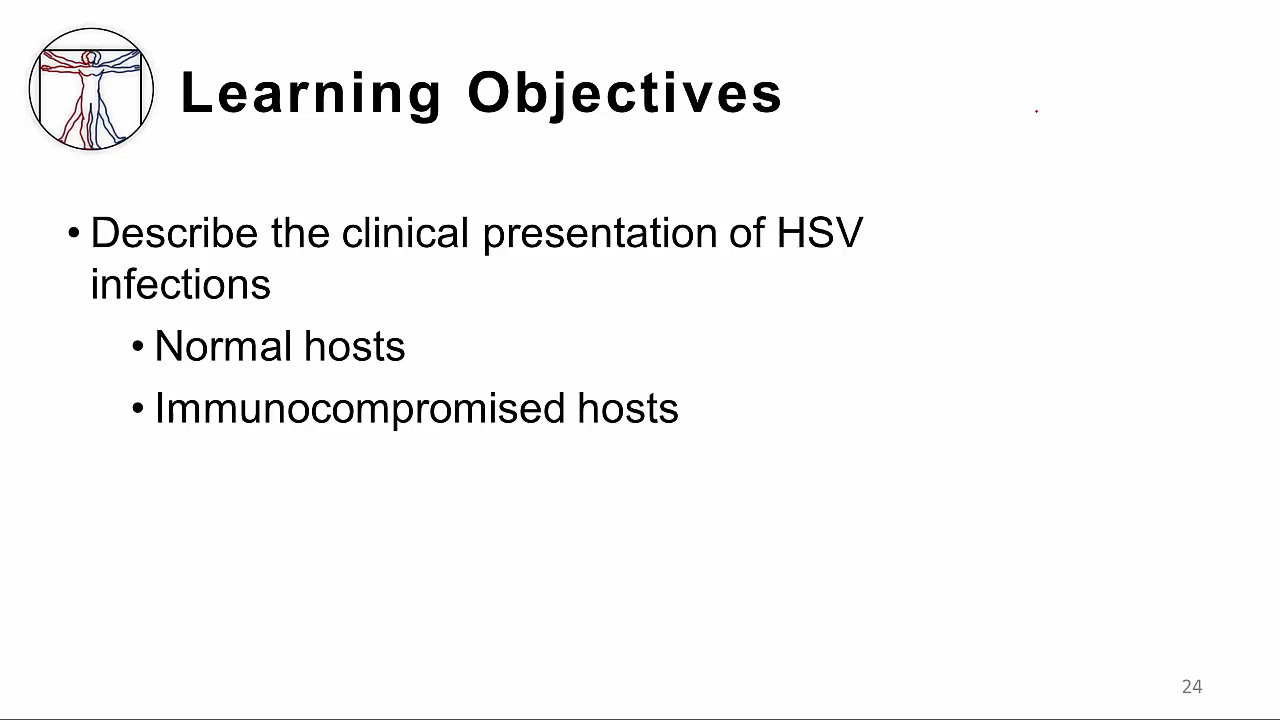 Learning Objectives
• Describe the clinical presentation of HSV
infections
• Normal hosts
• Immunocompromised hosts
24